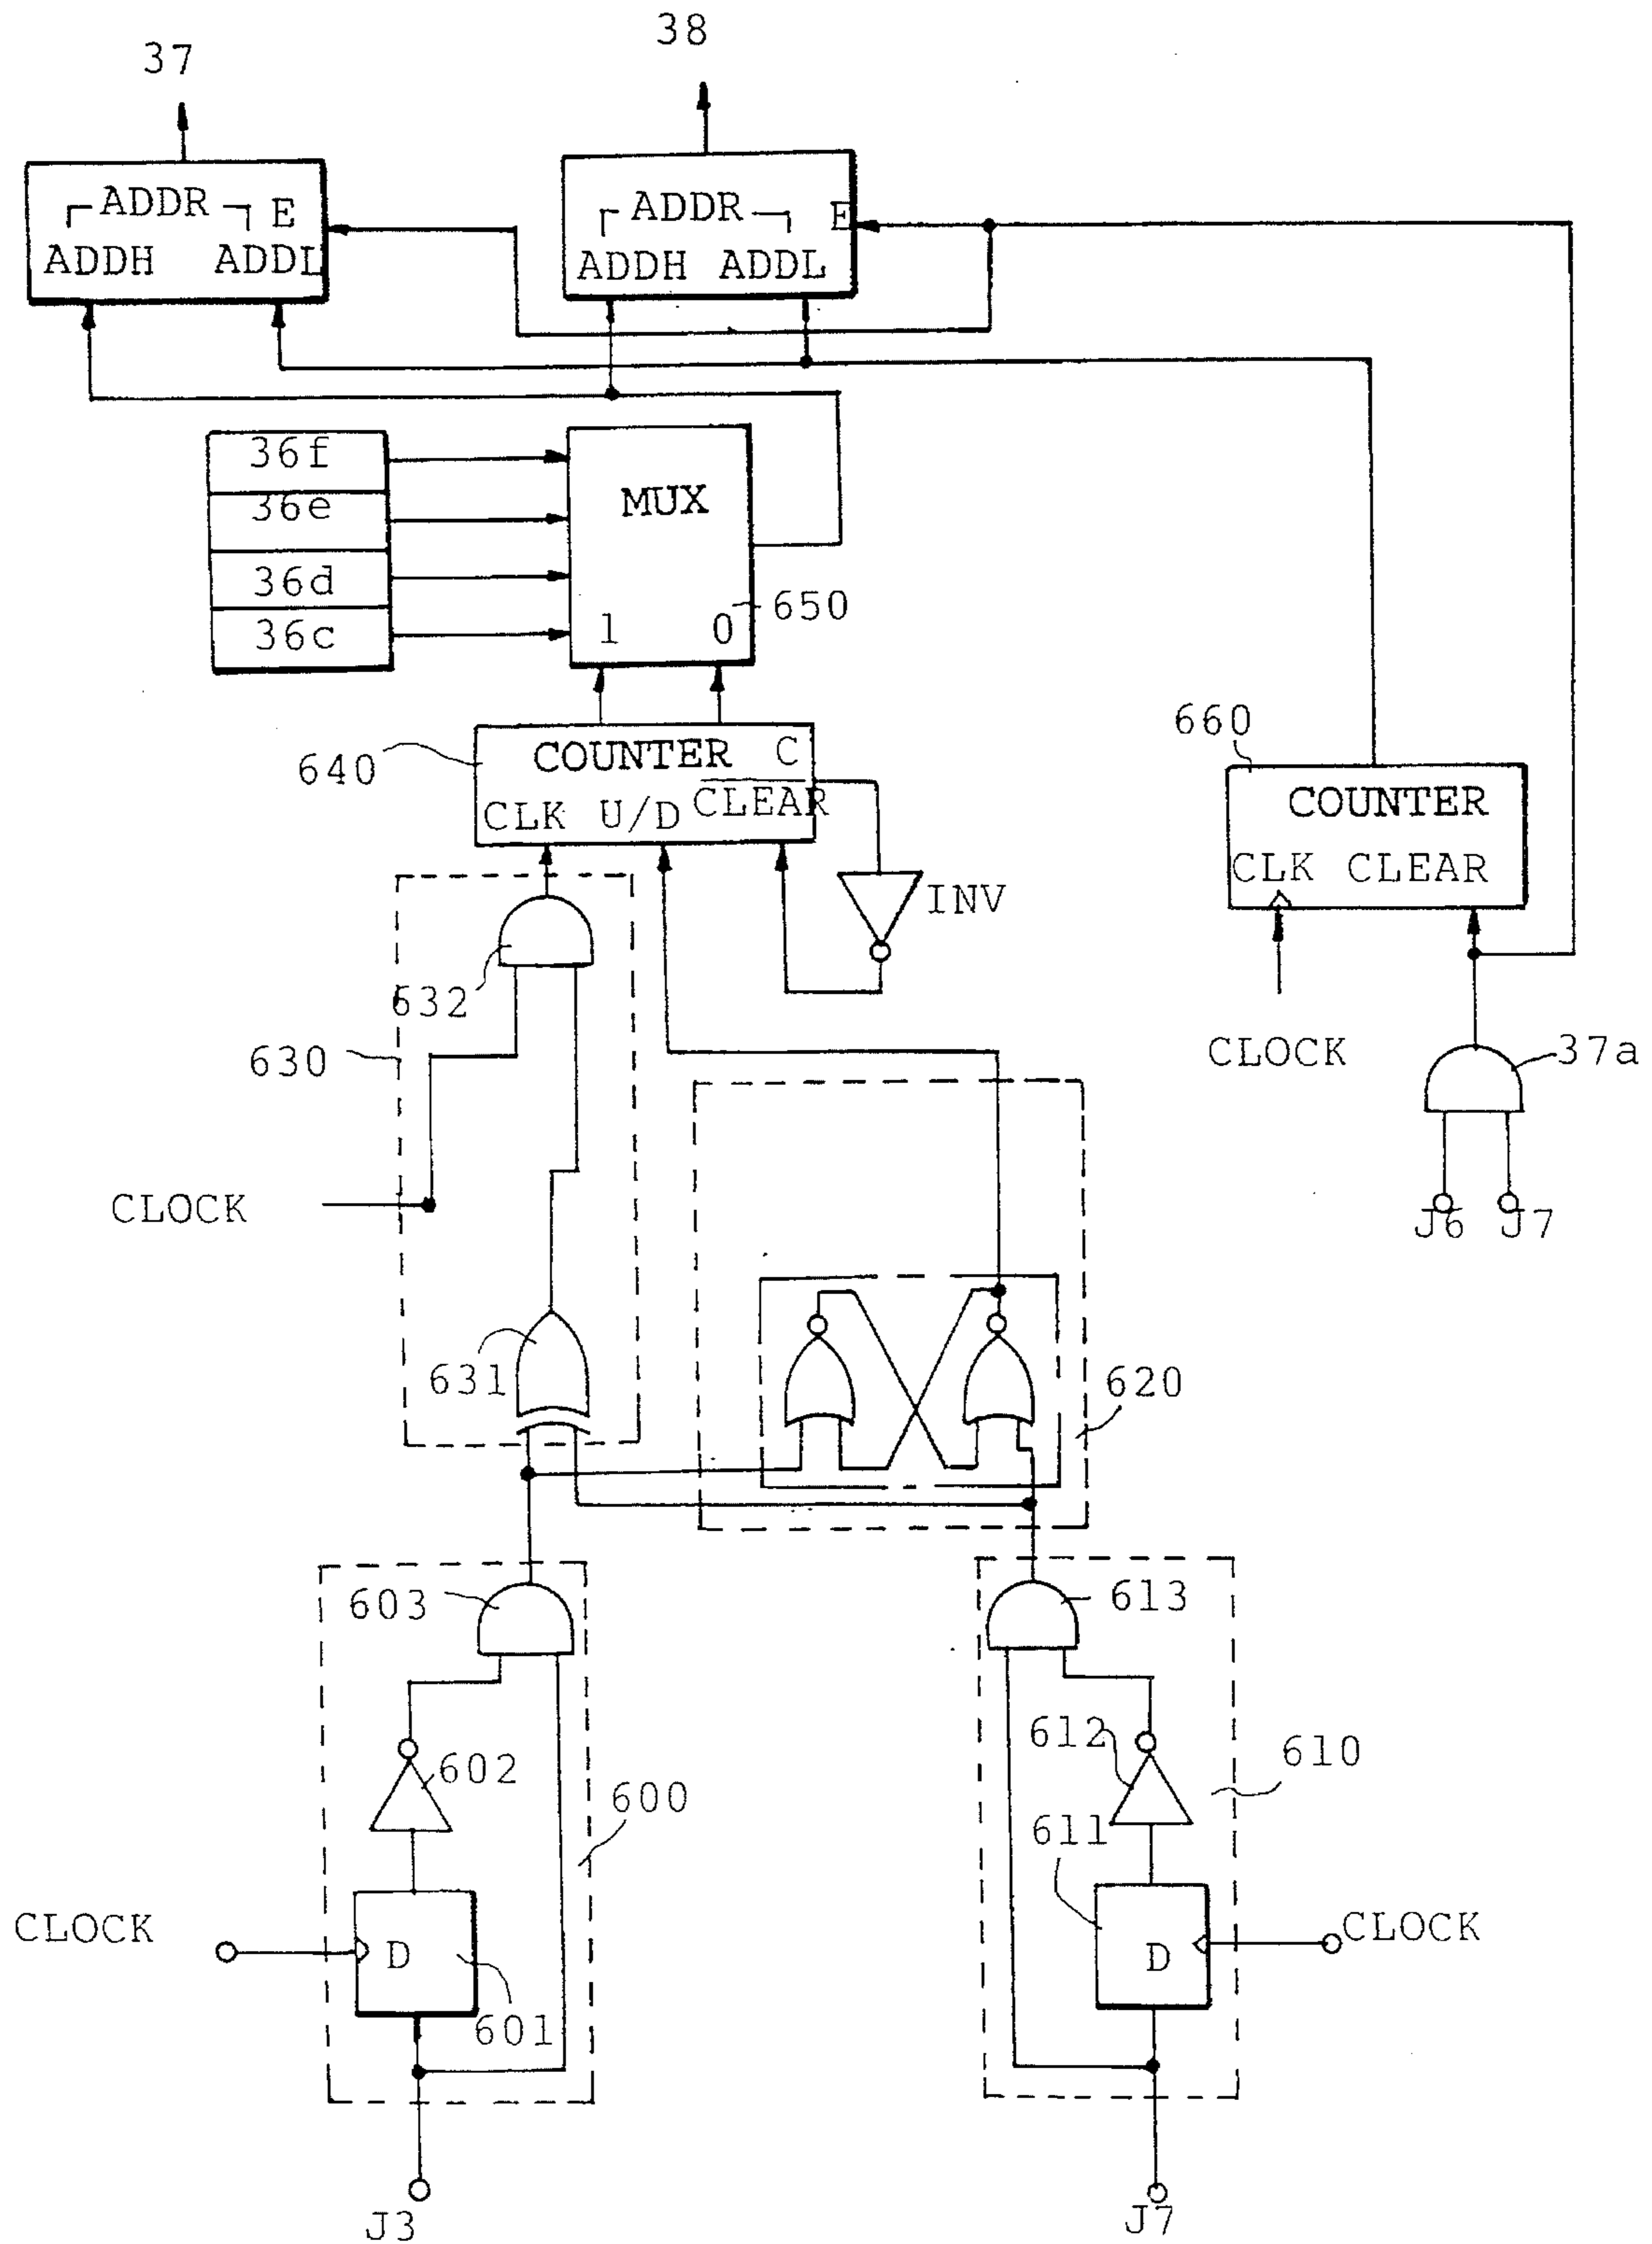 37
38
ADDR E
ADDH ADDL
ADDR E
ADDH ADDL
36f
36e
36d
36c
MUX
1 0
650
640
COUNTER C
CLK U/D CLEAR
INV
660
COUNTER
CLK CLEAR
632
630
CLOCK
37a
J6 J7
CLOCK
631
620
603
613
602
600
612
610
611
CLOCK
D
601
D
CLOCK
J3
J7